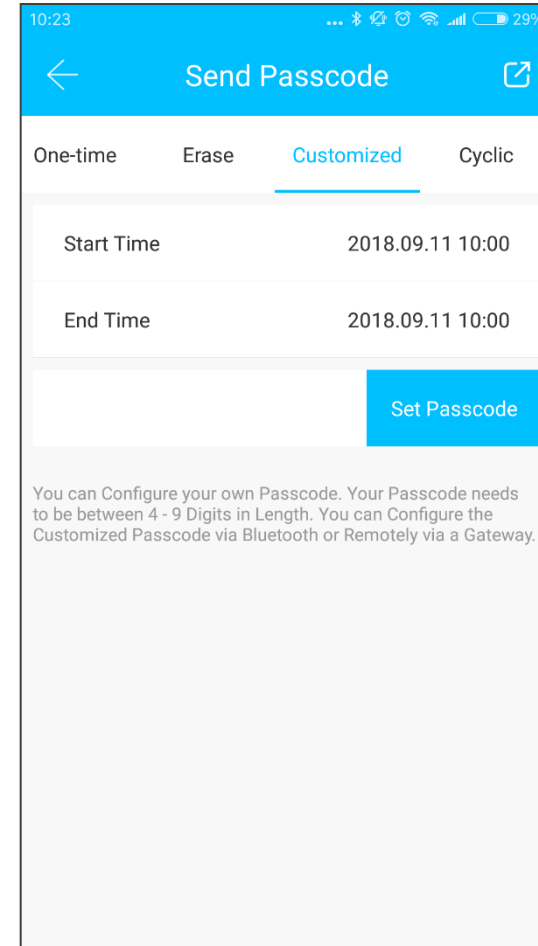 10:23
... 29%
Send Passcode
One-time Erase Customized Cyclic
Start Time 2018.09.11 10:00
End Time 2018.09.11 10:00
Set Passcode
You can Configure your own Passcode. Your Passcode needs
to be between 4 - 9 Digits in Length. You can Configure the
Customized Passcode via Bluetooth or Remotely via a Gateway.